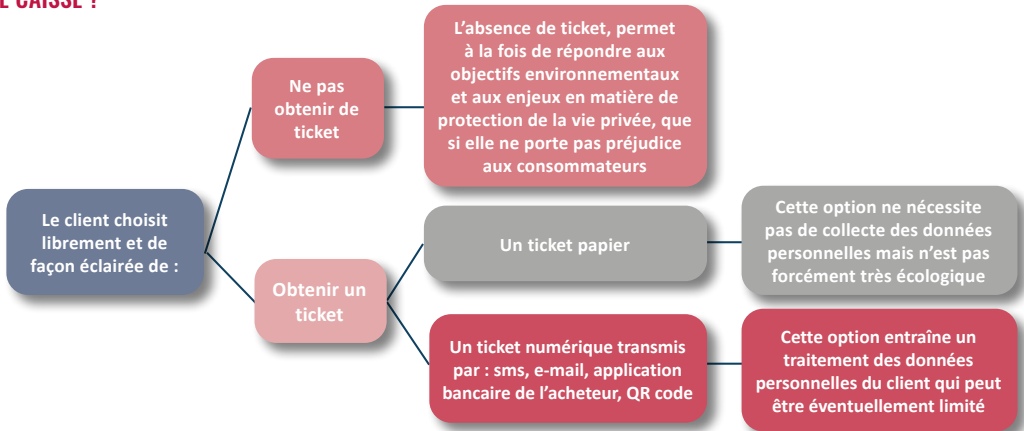 E CAISSE ?
L'absence de ticket, permet
à la fois de répondre aux
objectifs environnementaux
et aux enjeux en matière de
protection de la vie privée, que
si elle ne porte pas préjudice
aux consommateurs
Ne pas
obtenir de
ticket
Le client choisit
librement et de
façon éclairée de :
Un ticket papier
Cette option ne nécessite
pas de collecte des données
personnelles mais n'est pas
forcément très écologique
Obtenir un
ticket
Un ticket numérique transmis
par : sms, e-mail, application
bancaire de l'acheteur, QR code
Cette option entraîne un
traitement des données
personnelles du client qui peut
être éventuellement limité